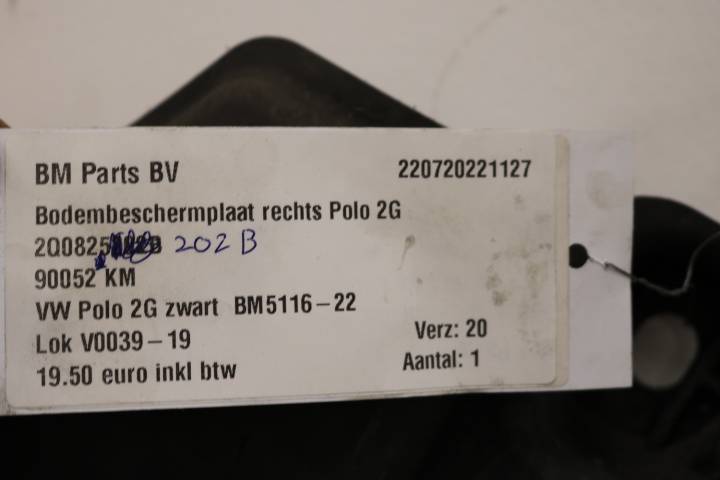 BM Parts BV 220720221127
Bodembeschermplaat rechts Polo 2G
2Q0825 202 B
90052 KM
VW Polo 2G zwart BM5116-22
Lok V0039-19 Verz: 20
19.50 euro inkl btw Aantal: 1